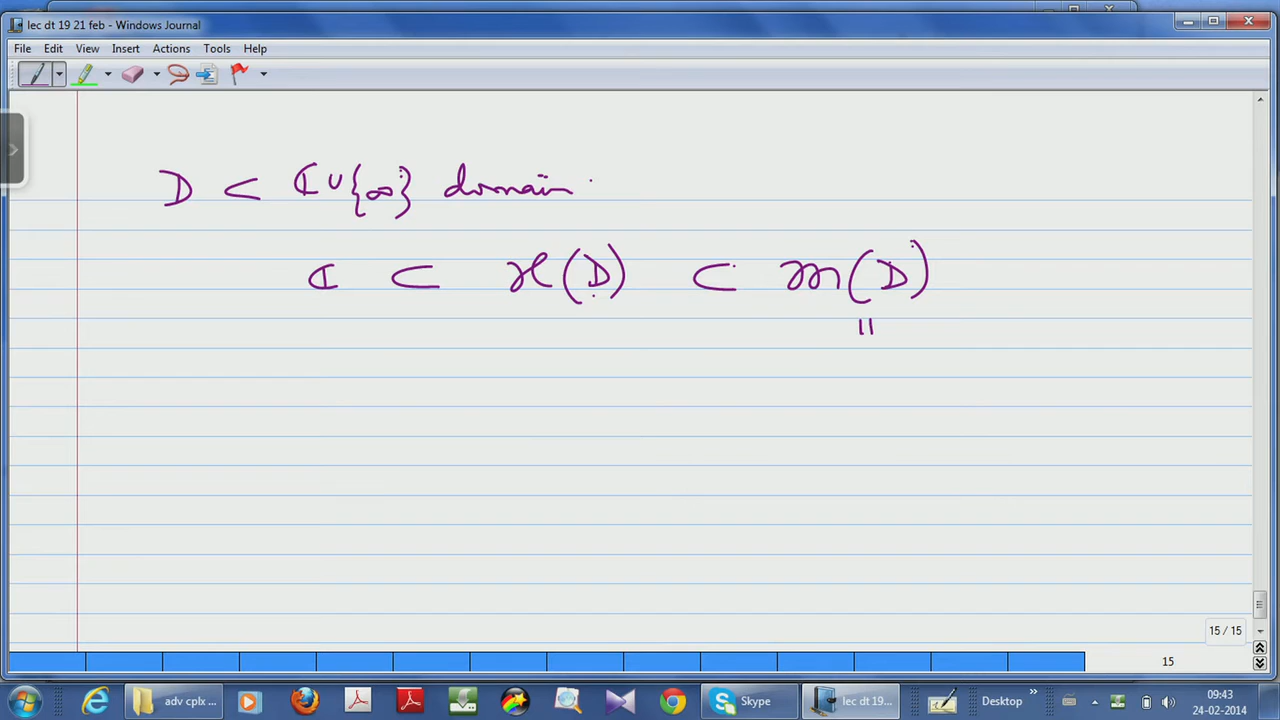 lec dt 19 21 feb - Windows Journal
File Edit View Insert Actions Tools Help
D ⊂ ℂ ∪ {∞} domain
ℂ ⊂ ℋ(D) ⊂ ℳ(D)
||
15 / 15
15
adv cplx ...
Skype
lec dt 19...
Desktop
»
09:43
24-02-2014